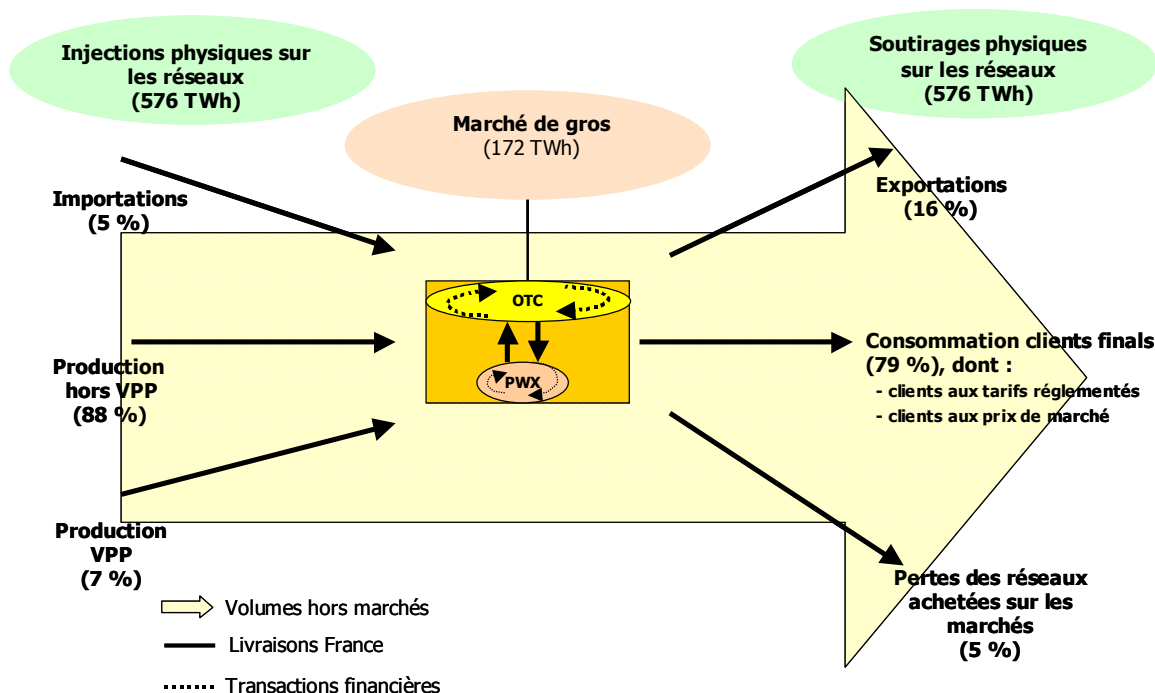 Injections physiques sur
les réseaux
(576 TWh)
Soutirages physiques
sur les réseaux
(576 TWh)
Marché de gros
(172 TWh)
Importations
(5 %)
Exportations
(16 %)
OTC
PWX
Production
hors VPP
(88 %)
Consommation clients finals
(79 %), dont :
- clients aux tarifs réglementés
- clients aux prix de marché
Production
VPP
(7 %)
Pertes des réseaux
achetées sur les
marchés
(5 %)
Volumes hors marchés
Livraisons France
Transactions financières